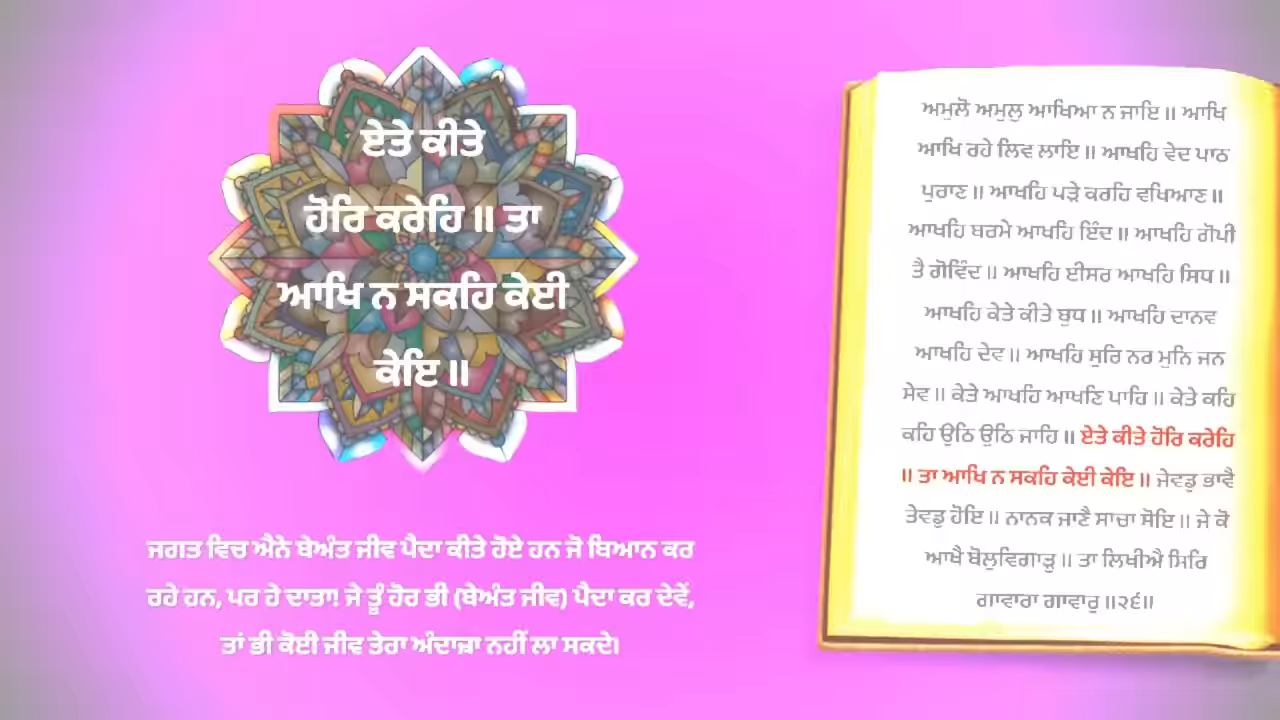 ਏਤੇ ਕੀਤੇ
ਹੋਰਿ ਕਰੇਹਿ ॥ ਤਾ
ਆਖਿ ਨ ਸਕਹਿ ਕੇਈ
ਕੇਇ ॥
ਜਗਤ ਵਿਚ ਐਨੇ ਬੇਅੰਤ ਜੀਵ ਪੈਦਾ ਕੀਤੇ ਹੋਏ ਹਨ ਜੋ ਬਿਆਨ ਕਰ
ਰਹੇ ਹਨ, ਪਰ ਹੇ ਦਾਤਾ! ਜੇ ਤੂੰ ਹੋਰ ਭੀ (ਬੇਅੰਤ ਜੀਵ) ਪੈਦਾ ਕਰ ਦੇਵੇਂ,
ਤਾਂ ਭੀ ਕੋਈ ਜੀਵ ਤੇਰਾ ਅੰਦਾਜ਼ਾ ਨਹੀਂ ਲਾ ਸਕਦੇ।
ਅਮੁਲੋ ਅਮੁਲੁ ਆਖਿਆ ਨ ਜਾਇ ॥ ਆਖਿ
ਆਖਿ ਰਹੇ ਲਿਵ ਲਾਇ ॥ ਆਖਹਿ ਵੇਦ ਪਾਠ
ਪੁਰਾਣ ॥ ਆਖਹਿ ਪੜੇ ਕਰਹਿ ਵਖਿਆਣ ॥
ਆਖਹਿ ਬਰਮੇ ਆਖਹਿ ਇੰਦ ॥ ਆਖਹਿ ਗੋਪੀ
ਤੈ ਗੋਵਿੰਦ ॥ ਆਖਹਿ ਈਸਰ ਆਖਹਿ ਸਿਧ ॥
ਆਖਹਿ ਕੇਤੇ ਕੀਤੇ ਬੁਧ ॥ ਆਖਹਿ ਦਾਨਵ
ਆਖਹਿ ਦੇਵ ॥ ਆਖਹਿ ਸੁਰਿ ਨਰ ਮੁਨਿ ਜਨ
ਸੇਵ ॥ ਕੇਤੇ ਆਖਹਿ ਆਖਣਿ ਪਾਹਿ ॥ ਕੇਤੇ ਕਹਿ
ਕਹਿ ਉਠਿ ਉਠਿ ਜਾਹਿ ॥ ਏਤੇ ਕੀਤੇ ਹੋਰਿ ਕਰੇਹਿ
॥ ਤਾ ਆਖਿ ਨ ਸਕਹਿ ਕੇਈ ਕੇਇ ॥ ਜੇਵਡੁ ਭਾਵੈ
ਤੇਵਡੁ ਹੋਇ ॥ ਨਾਨਕ ਜਾਣੈ ਸਾਚਾ ਸੋਇ ॥ ਜੇ ਕੋ
ਆਖੈ ਬੋਲੁਵਿਗਾੜੁ ॥ ਤਾ ਲਿਖੀਐ ਸਿਰਿ
ਗਾਵਾਰਾ ਗਾਵਾਰੁ ॥੨੬॥